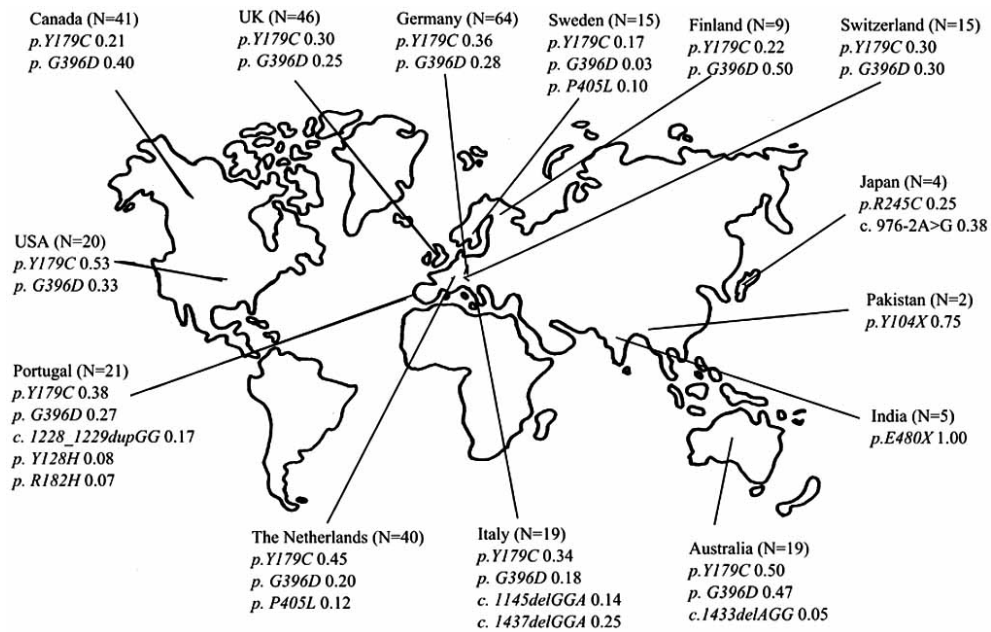 Canada (N=41)
p.Y179C 0.21
p. G396D 0.40
UK (N=46)
p.Y179C 0.30
p. G396D 0.25
Germany (N=64)
p.Y179C 0.36
p. G396D 0.28
Sweden (N=15)
p.Y179C 0.17
p. G396D 0.03
p. P405L 0.10
Finland (N=9)
p.Y179C 0.22
p. G396D 0.50
Switzerland (N=15)
p.Y179C 0.30
p. G396D 0.30
Japan (N=4)
p.R245C 0.25
c. 976-2A>G 0.38
USA (N=20)
p.Y179C 0.53
p. G396D 0.33
Pakistan (N=2)
p.Y104X 0.75
Portugal (N=21)
p.Y179C 0.38
p. G396D 0.27
c. 1228_1229dupGG 0.17
p. Y128H 0.08
p. R182H 0.07
India (N=5)
p.E480X 1.00
The Netherlands (N=40)
p.Y179C 0.45
p. G396D 0.20
p. P405L 0.12
Italy (N=19)
p.Y179C 0.34
p. G396D 0.18
c. 1145delGGA 0.14
c. 1437delGGA 0.25
Australia (N=19)
p.Y179C 0.50
p. G396D 0.47
c.1433delAGG 0.05